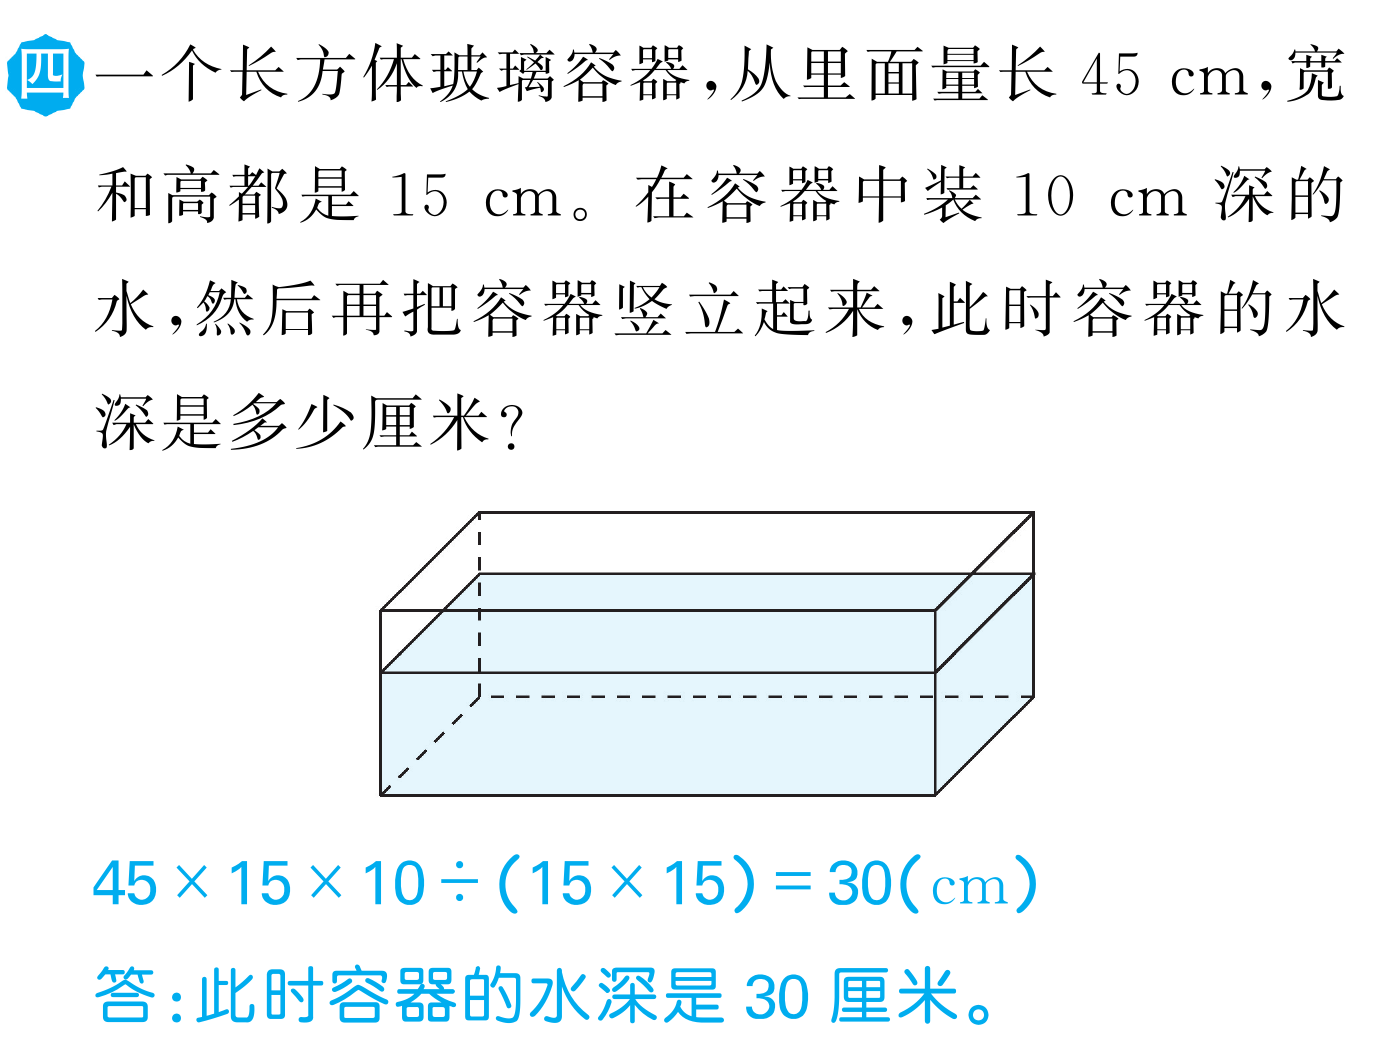 四 一个长方体玻璃容器,从里面量长 45 cm,宽
和高都是 15 cm。在容器中装 10 cm 深的
水,然后再把容器竖立起来,此时容器的水
深是多少厘米?
45×15×10÷(15×15)=30(cm)
答:此时容器的水深是 30 厘米。